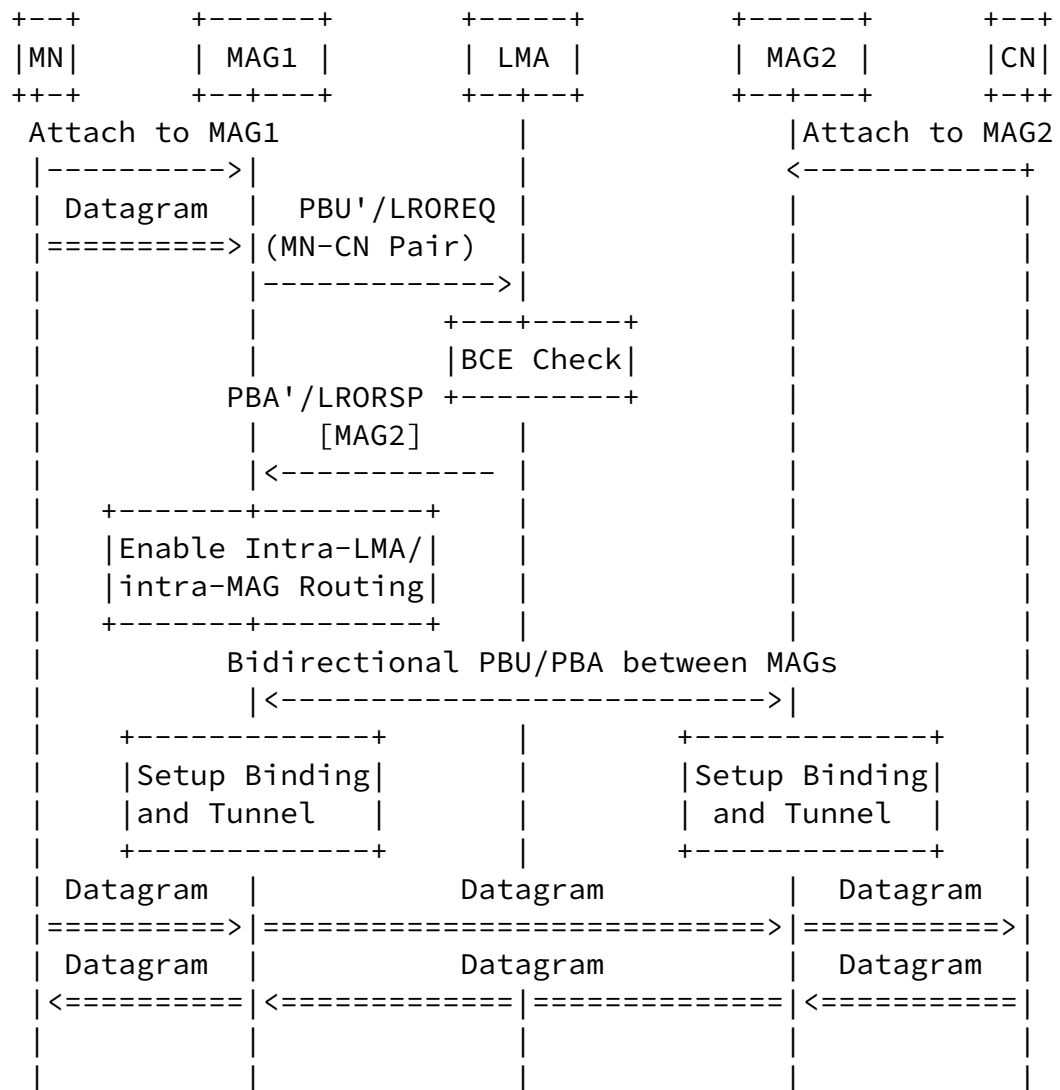 MN MAG1 LMA MAG2 CN
Attach to MAG1 Attach to MAG2
Datagram PBU'/LROREQ
(MN-CN Pair)
BCE Check
PBA'/LRORSP
[MAG2]
Enable Intra-LMA/
intra-MAG Routing
Bidirectional PBU/PBA between MAGs
Setup Binding Setup Binding
and Tunnel and Tunnel
Datagram Datagram Datagram
Datagram Datagram Datagram